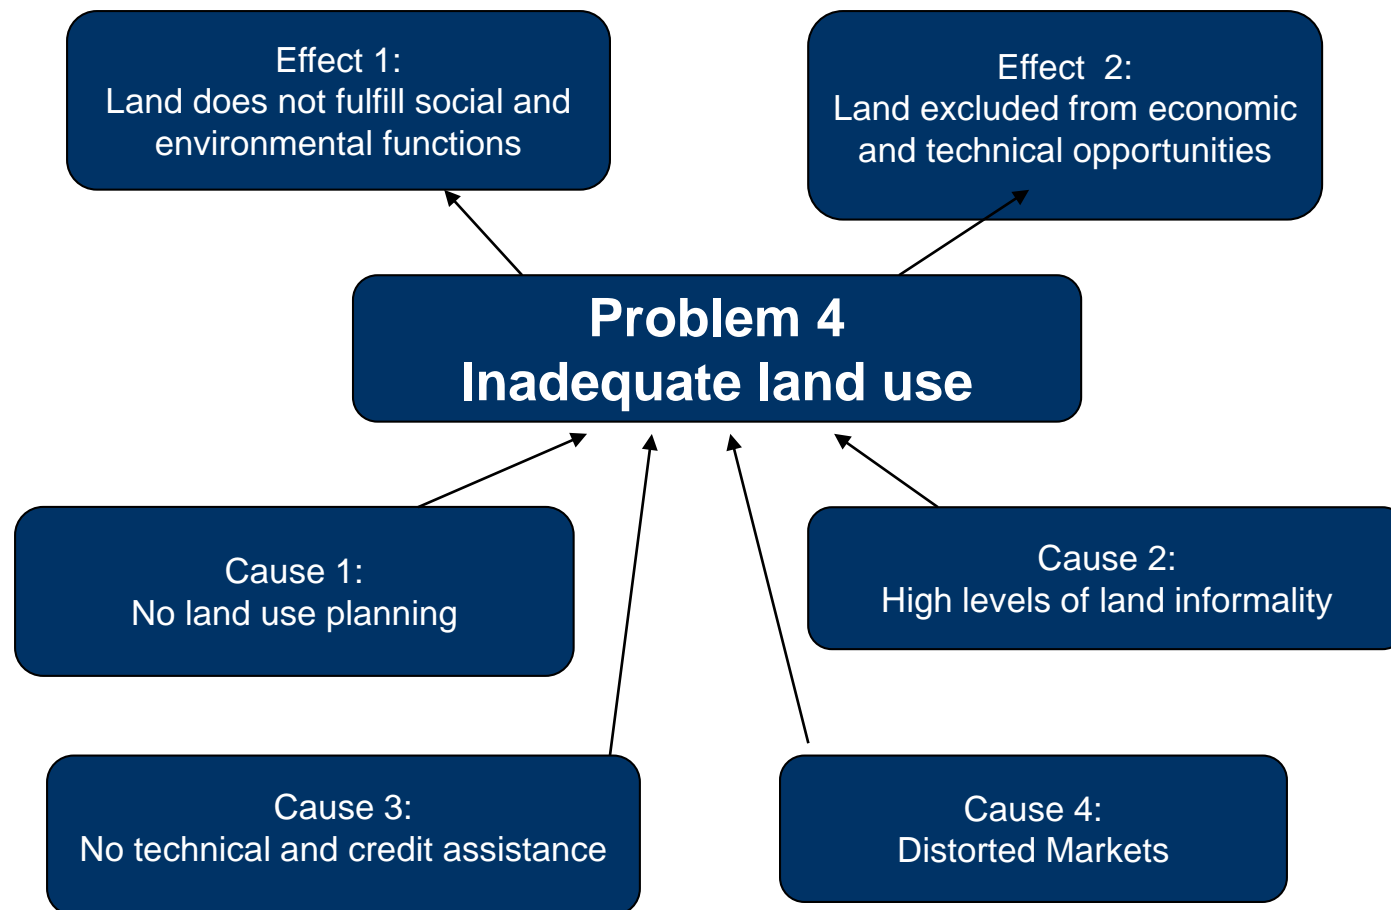 Effect 1:
Land does not fulfill social and
environmental functions
Effect  2:
Land excluded from economic
and technical opportunities
Problem 4
Inadequate land use
Cause 1:
No land use planning
Cause 2:
High levels of land informality
Cause 3:
No technical and credit assistance
Cause 4:
Distorted Markets